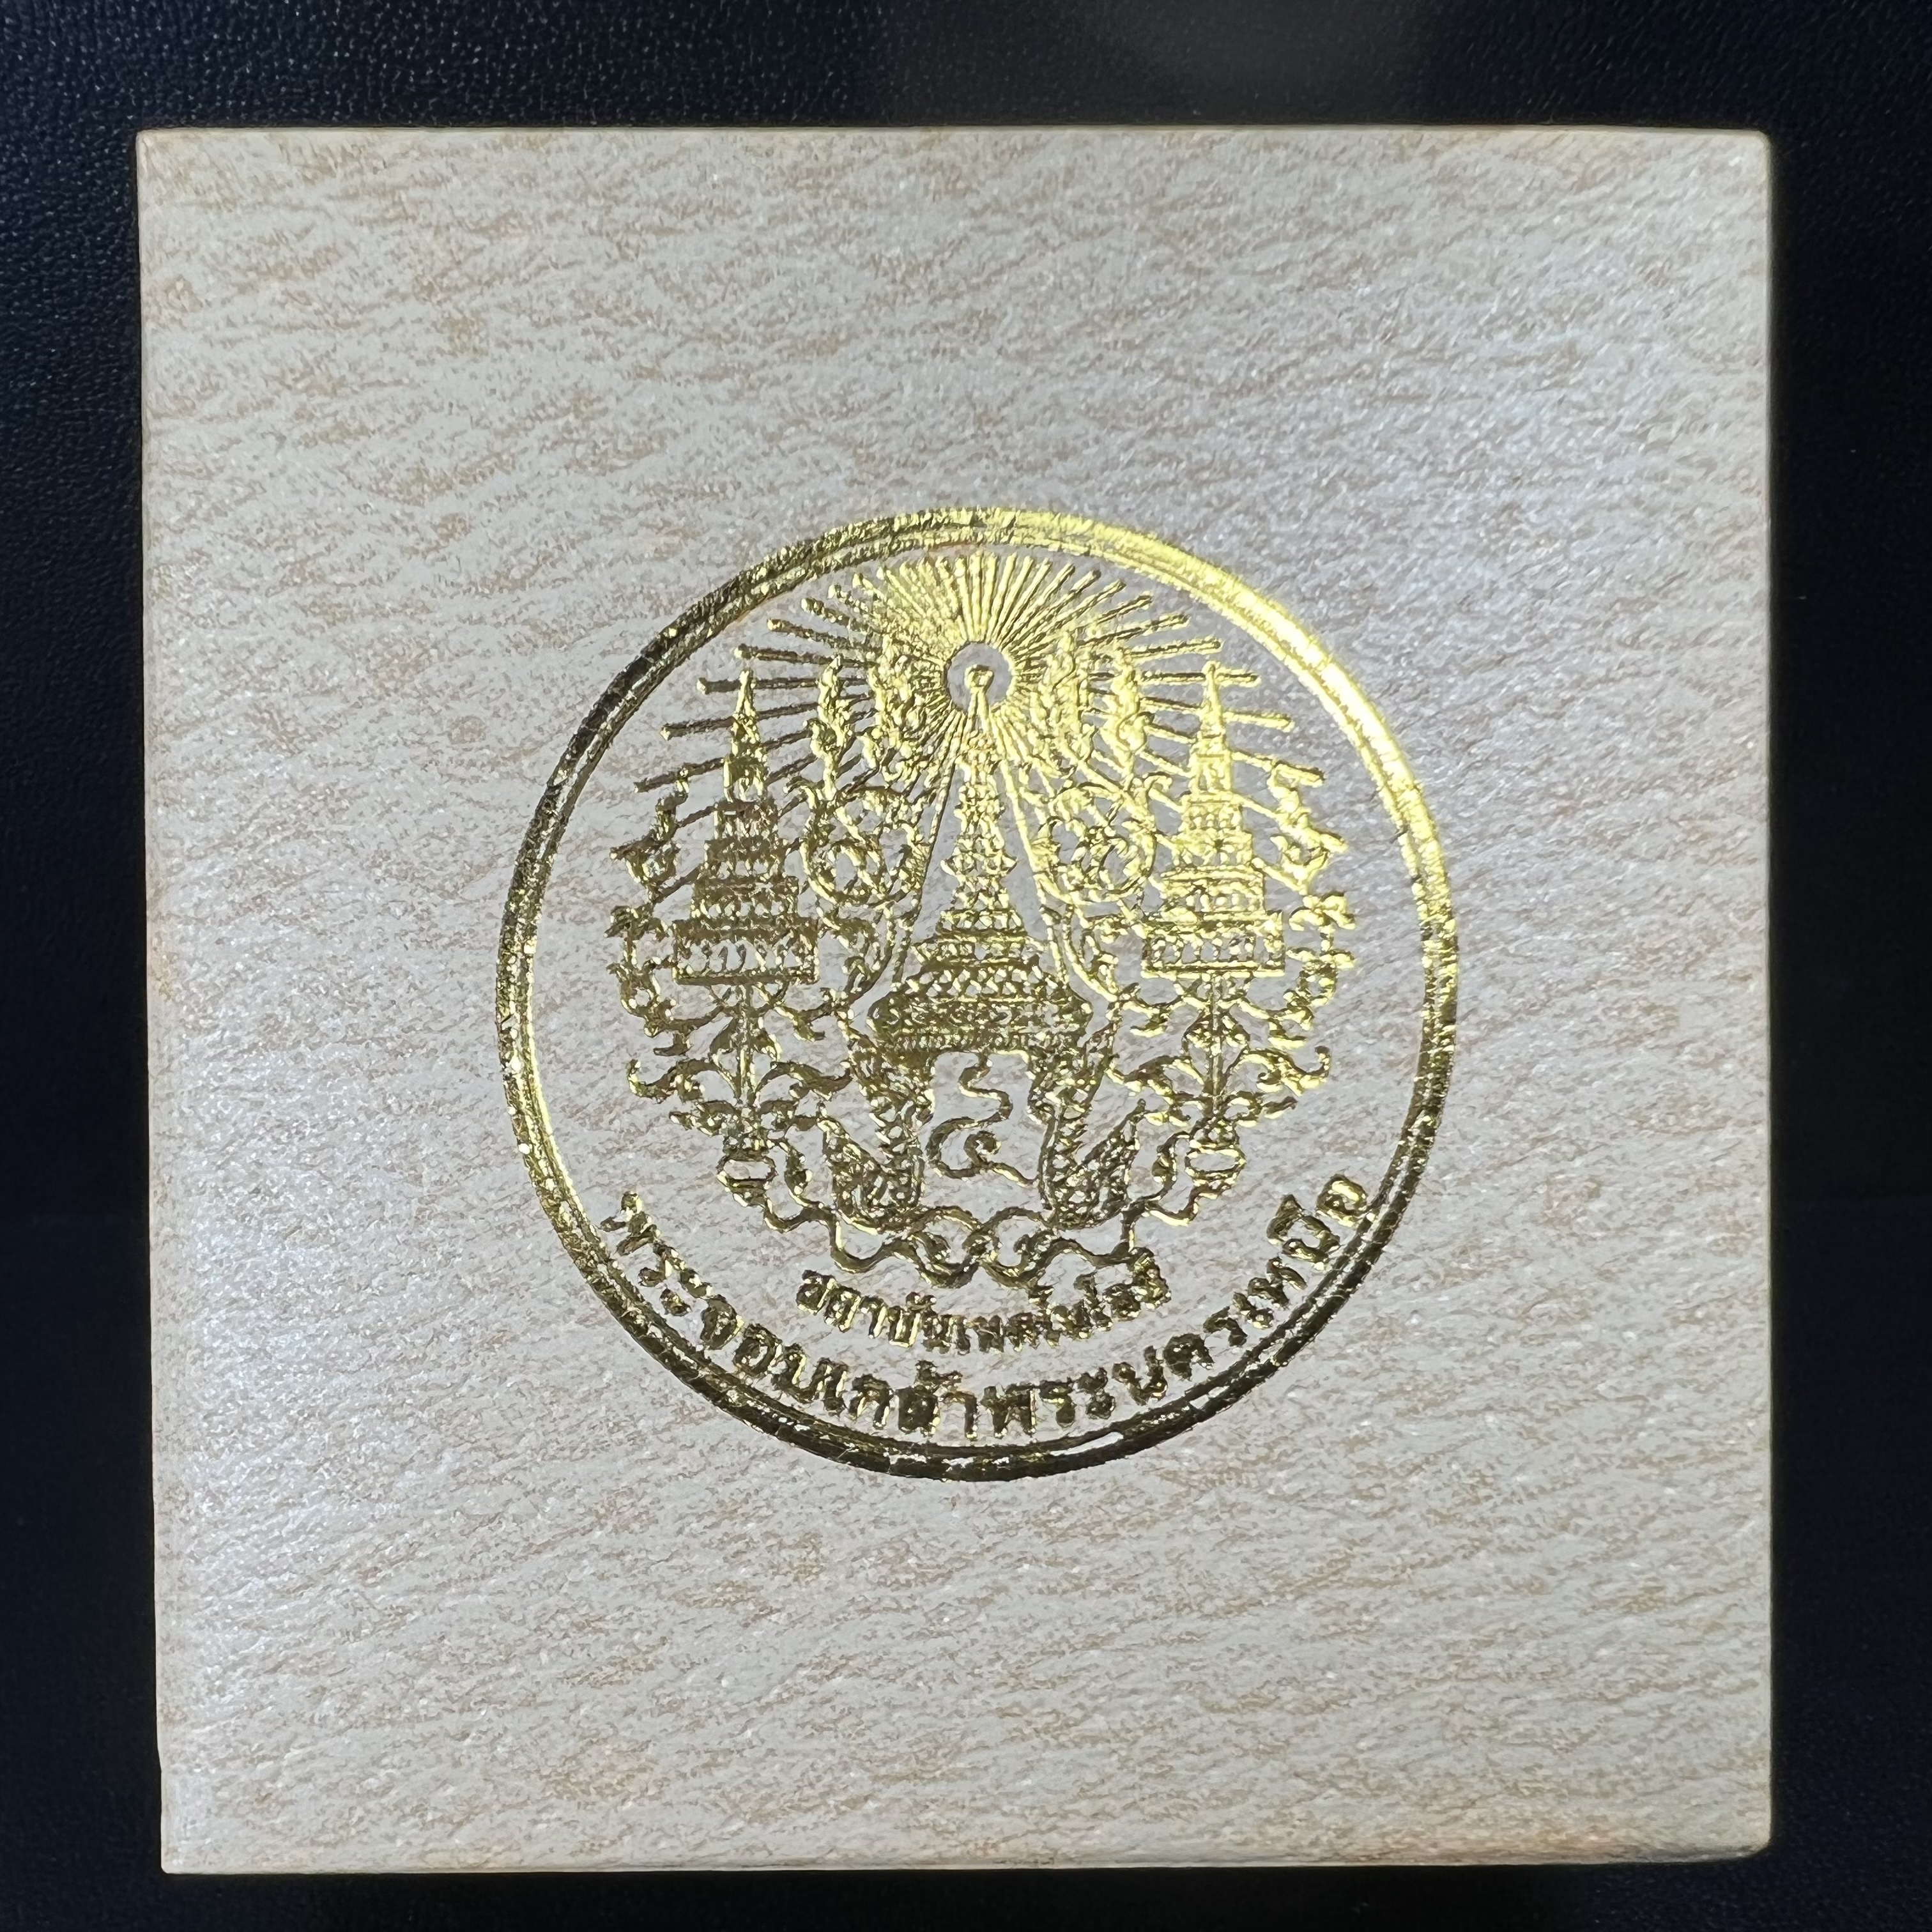 ๔
สถาบันเทคโนโลยี
พระจอมเกล้าพระนครเหนือ